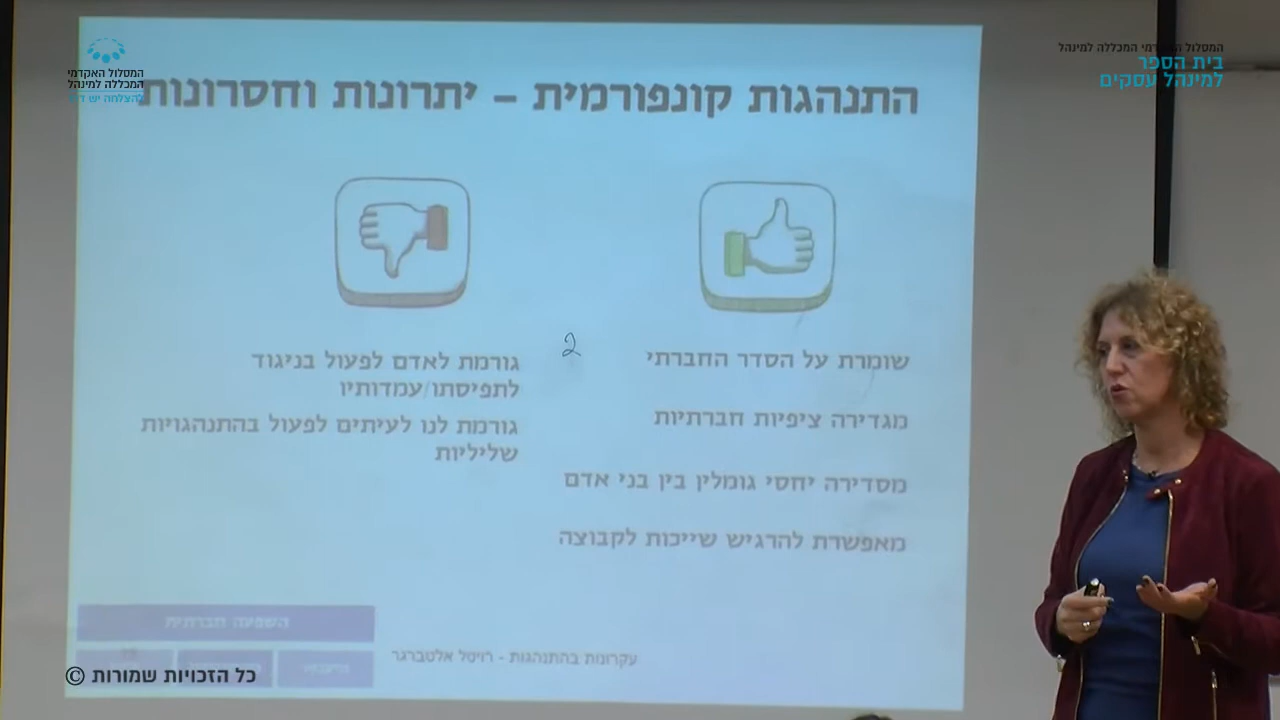 המסלול האקדמי המכללה למינהל
בית הספר
למינהל עסקים
המסלול האקדמי
המכללה למינהל
להצלחה יש
התנהגות קונפורמית – יתרונות וחסרונות
שומרת על הסדר החברתי
מגדירה ציפיות חברתיות
מסדירה יחסי גומלין בין בני אדם
מאפשרת להרגיש שייכות לקבוצה
2
גורמת לאדם לפעול בניגוד
לתפיסתו/עמדותיו
גורמת לנו לעיתים לפעול בהתנהגויות
שליליות
השפעה חברתית
עקרונות בהתנהגות - רויטל אלטברגר
כל הזכויות שמורות ©